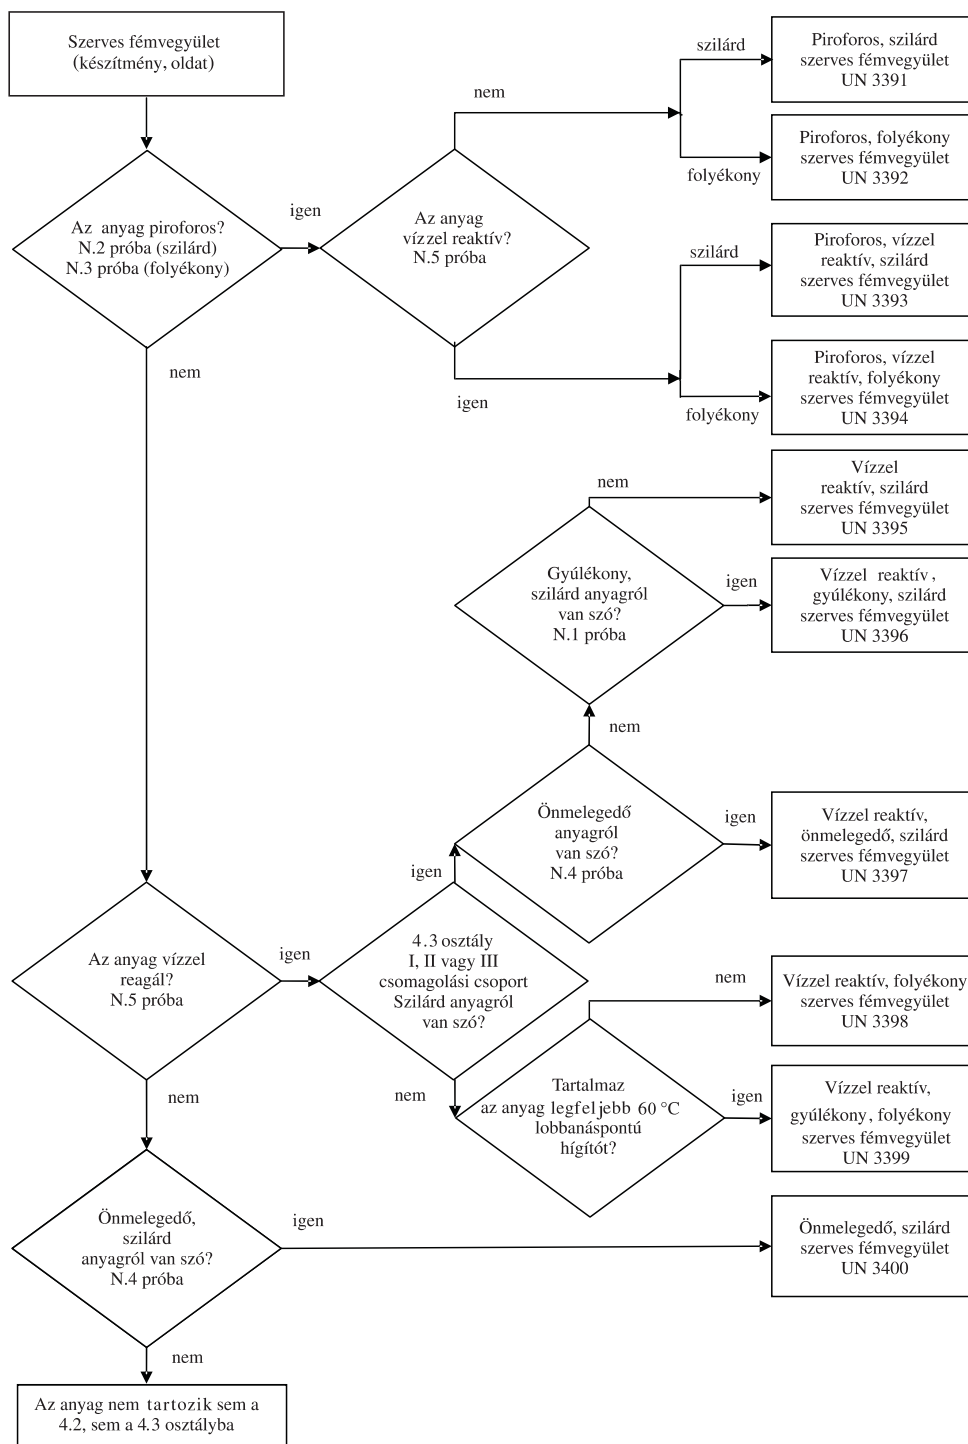 Szerves fémvegyület
(készítmény, oldat)
szilárd
Piroforos, szilárd
szerves fémvegyület
UN 3391
nem
Piroforos, folyékony
szerves fémvegyület
UN 3392
folyékony
Az anyag piroforos?
N.2 próba (szilárd)
N.3 próba (folyékony)
igen
Az anyag
vízzel reaktív?
N.5 próba
szilárd
Piroforos, vízzel
reaktív, szilárd
szerves fémvegyület
UN 3393
nem
igen
Piroforos, vízzel
reaktív, folyékony
szerves fémvegyület
UN 3394
folyékony
nem
Vízzel
reaktív, szilárd
szerves fémvegyület
UN 3395
Gyúlékony,
szilárd anyagról
van szó?
N.1 próba
igen
Vízzel reaktív,
gyúlékony, szilárd
szerves fémvegyület
UN 3396
nem
Önmelegedő
anyagról
van szó?
N.4 próba
igen
Vízzel reaktív,
önmelegedő, szilárd
szerves fémvegyület
UN 3397
igen
Az anyag vízzel
reagál?
N.5 próba
igen
4.3 osztály
I, II vagy III
csomagolási csoport
Szilárd anyagról
van szó?
nem
Vízzel reaktív, folyékony
szerves fémvegyület
UN 3398
nem
nem
Tartalmaz
az anyag legfeljebb 60 °C
lobbanáspontú
hígítót?
igen
Vízzel reaktív,
gyúlékony, folyékony
szerves fémvegyület
UN 3399
Önmelegedő,
szilárd
anyagról van szó?
N.4 próba
igen
Önmelegedő, szilárd
szerves fémvegyület
UN 3400
nem
Az anyag nem tartozik sem a
4.2, sem a 4.3 osztályba